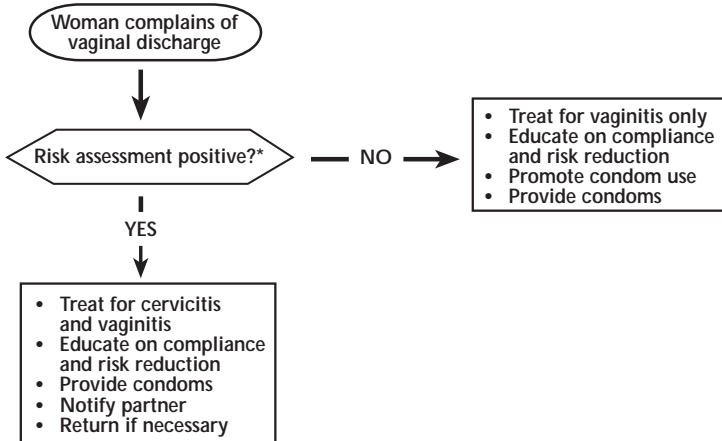 Woman complains of
vaginal discharge
Risk assessment positive?*
NO
• Treat for vaginitis only
• Educate on compliance
and risk reduction
• Promote condom use
• Provide condoms
YES
• Treat for cervicitis
and vaginitis
• Educate on compliance
and risk reduction
• Provide condoms
• Notify partner
• Return if necessary